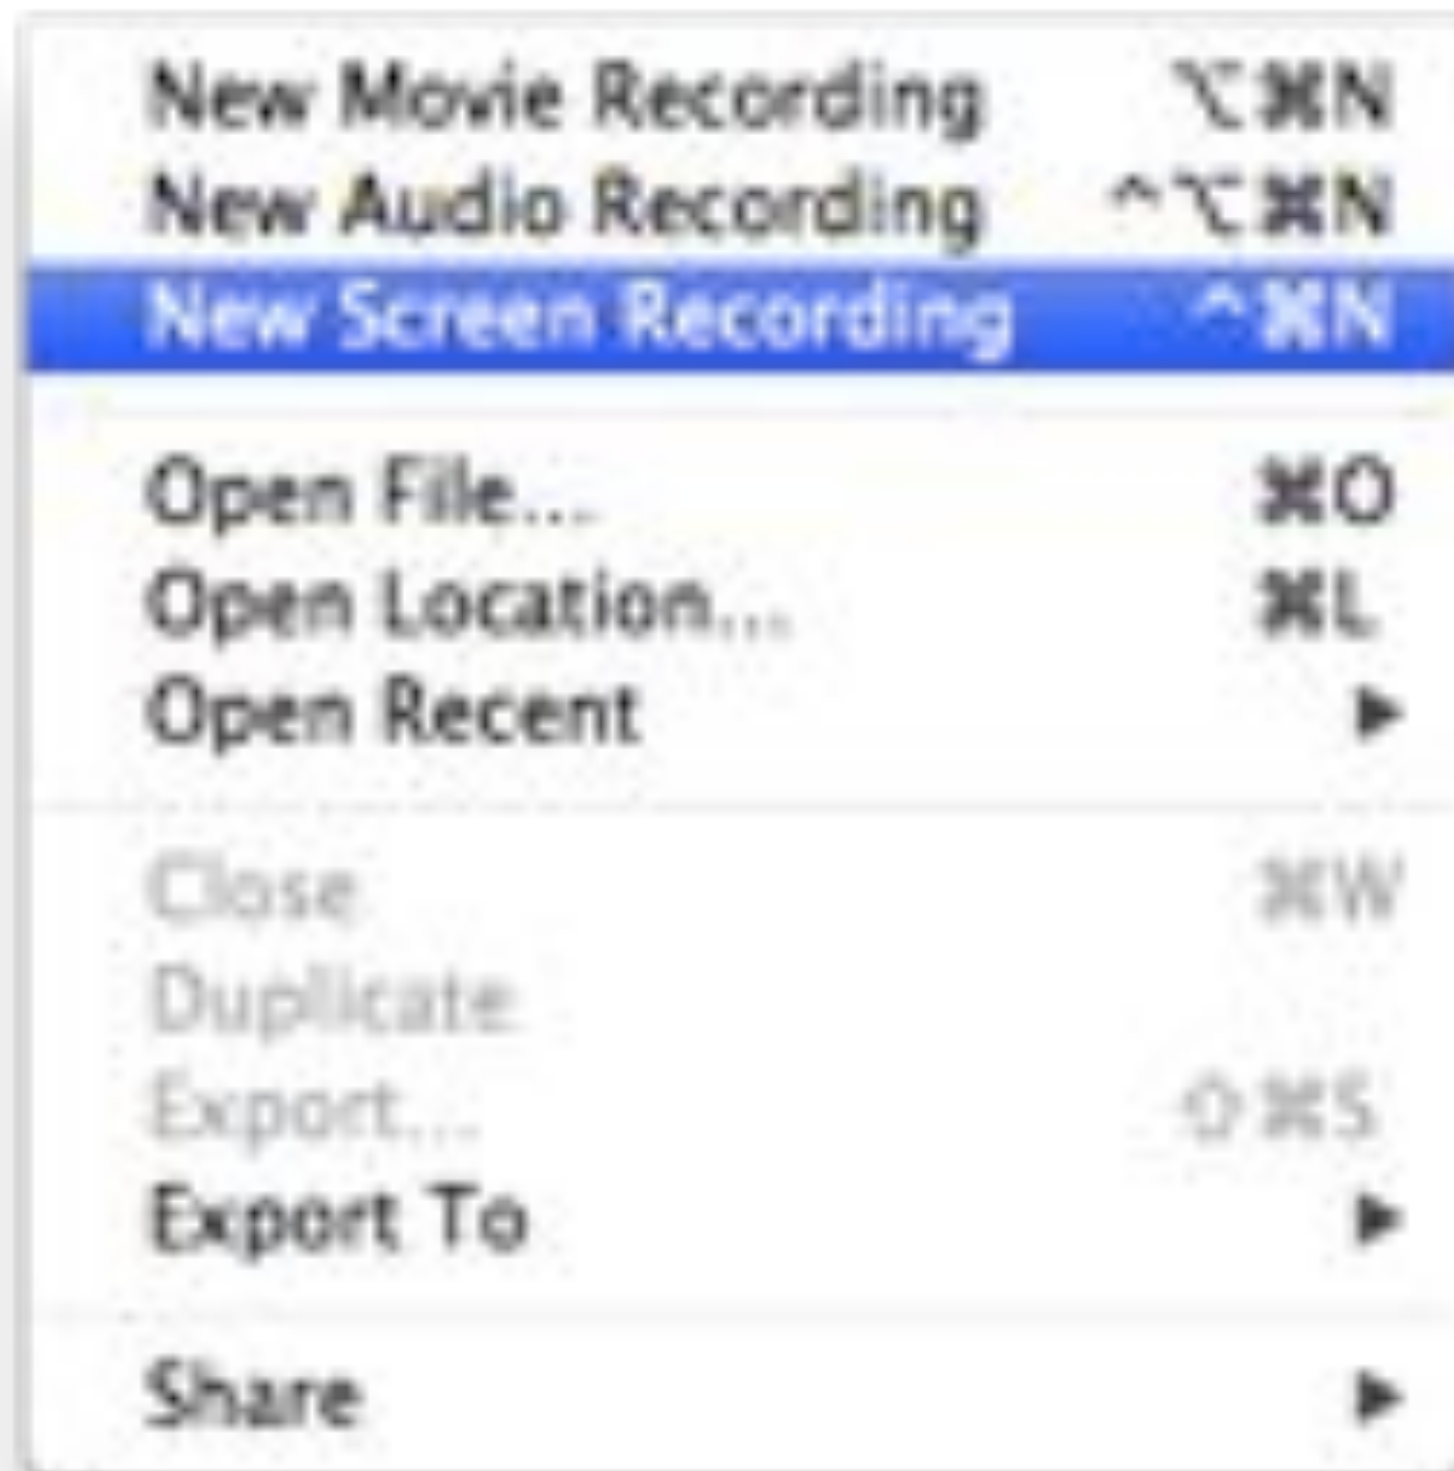 New Movie Recording ⌥⌘N
New Audio Recording ^⌥⌘N
New Screen Recording ^⌘N
Open File... ⌘O
Open Location... ⌘L
Open Recent ▶
Close ⌘W
Duplicate
Export... ⇧⌘S
Export To ▶
Share ▶